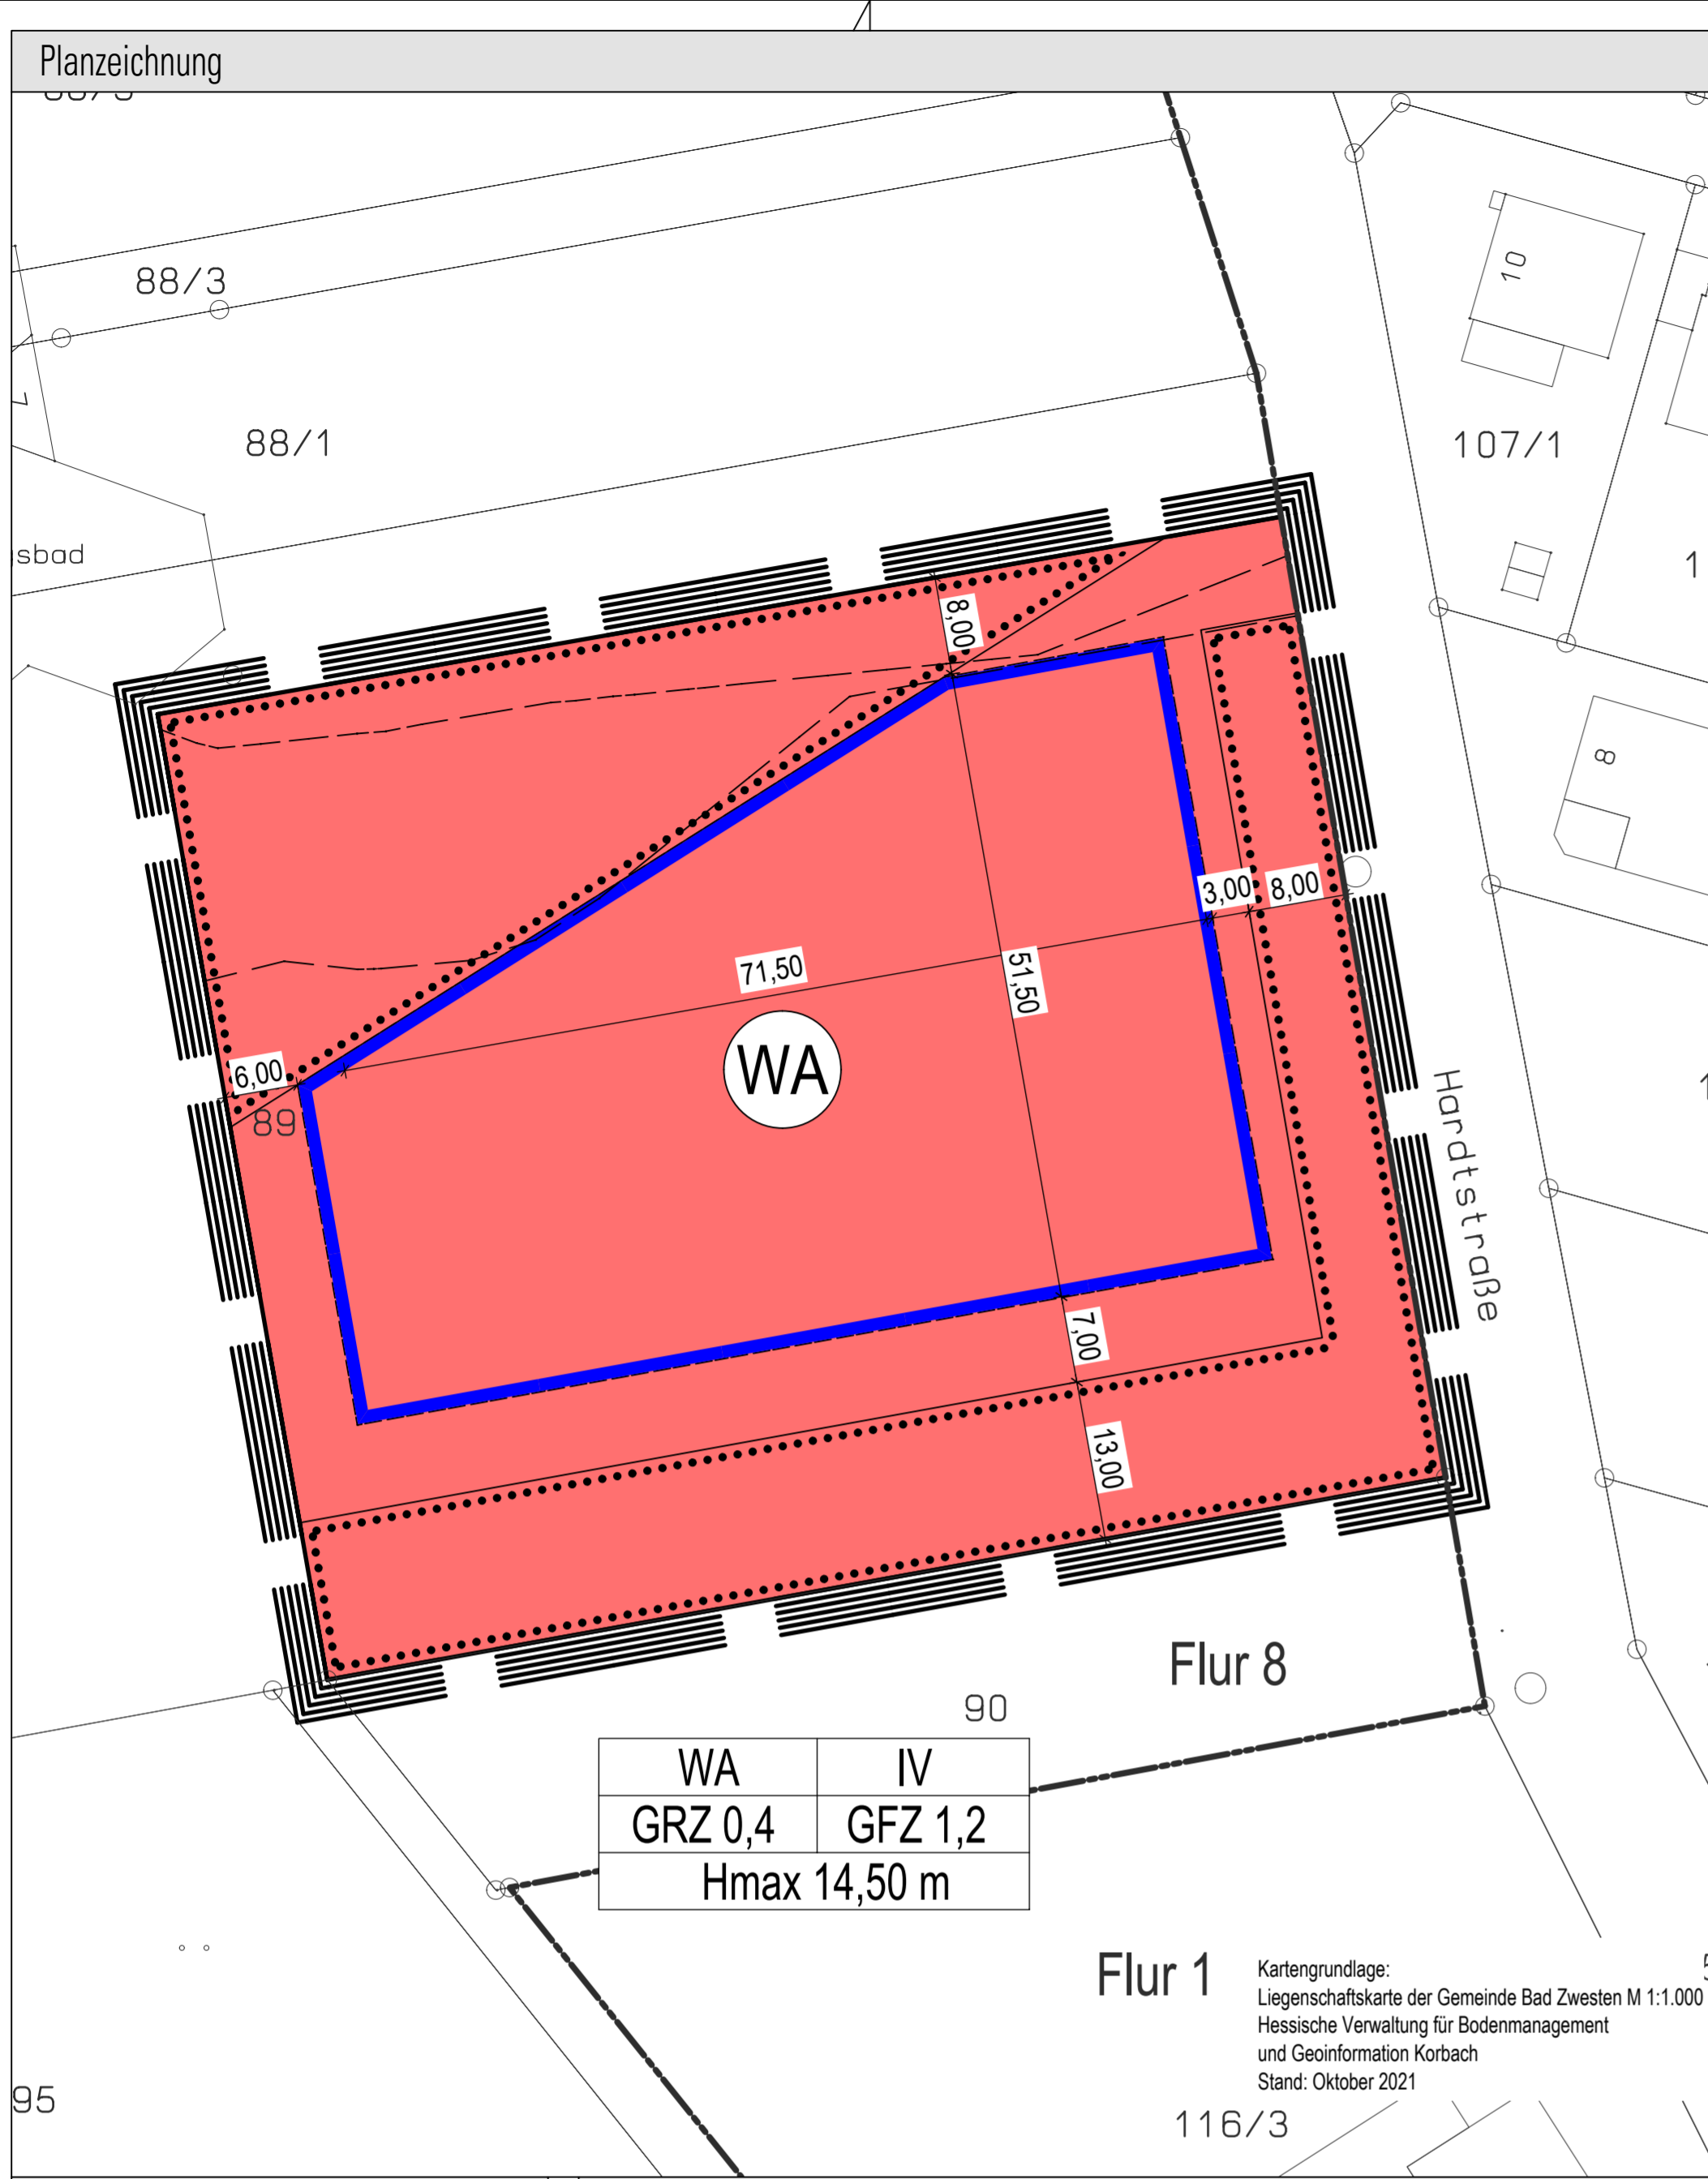 Planzeichnung
88/3
88/1
10
107/1
sbad
8
8,00
3,00
8,00
71,50
51,50
WA
6,00
89
Hardtstraße
7,00
13,00
Flur 8
90
WA IV
GRZ 0,4 GFZ 1,2
Hmax 14,50 m
Flur 1
Kartengrundlage:
Liegenschaftskarte der Gemeinde Bad Zwesten M 1:1.000
Hessische Verwaltung für Bodenmanagement
und Geoinformation Korbach
Stand: Oktober 2021
95
116/3